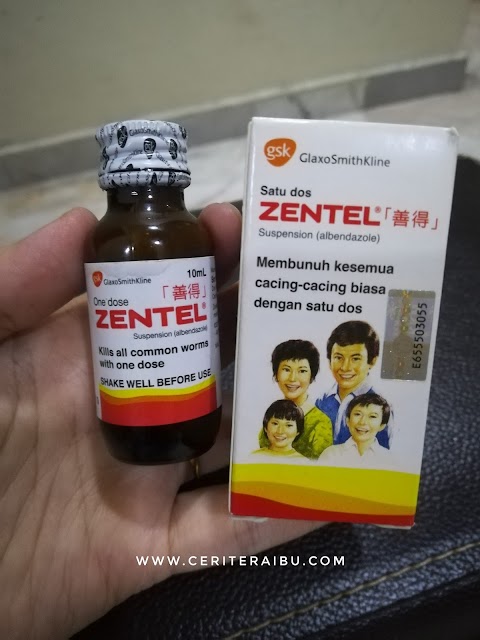 GlaxoSmithKline
10mL
One dose 「善得」
ZENTEL®
Suspension (albendazole)
Kills all common worms
with one dose
SHAKE WELL BEFORE USE
gsk GlaxoSmithKline
Satu dos
ZENTEL®「善得」
Suspension (albendazole)
Membunuh kesemua
cacing-cacing biasa
dengan satu dos
E655503055
WWW.CERITERAIBU.COM